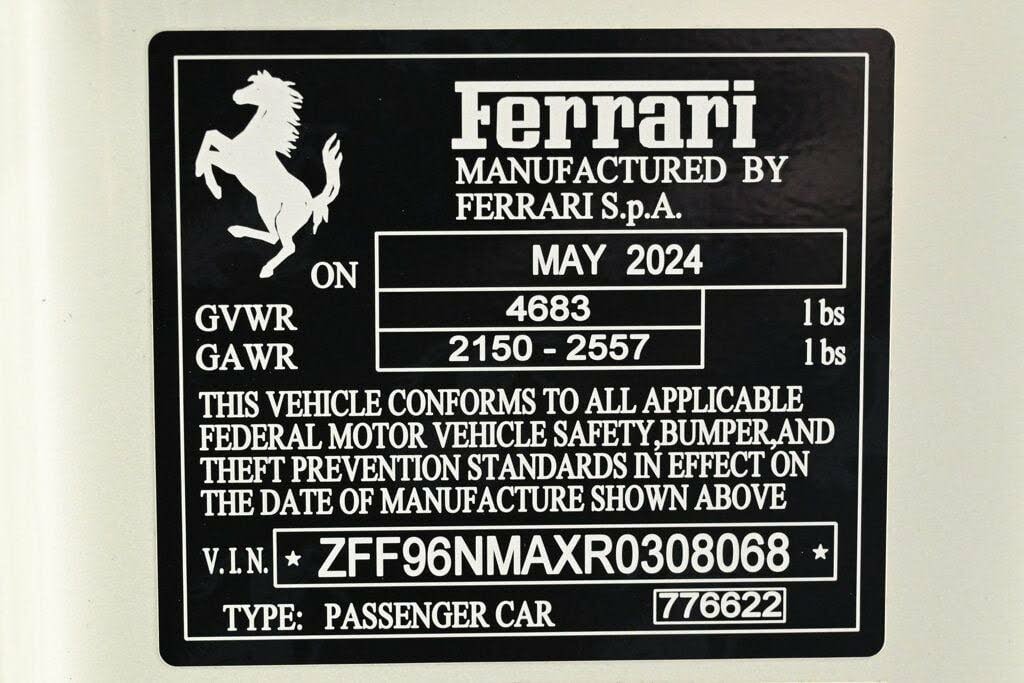 Ferrari
MANUFACTURED BY
FERRARI S.p.A.
ON MAY 2024
GVWR 4683 lbs
GAWR 2150 - 2557 lbs
THIS VEHICLE CONFORMS TO ALL APPLICABLE
FEDERAL MOTOR VEHICLE SAFETY,BUMPER,AND
THEFT PREVENTION STANDARDS IN EFFECT ON
THE DATE OF MANUFACTURE SHOWN ABOVE
V.I.N. ★ ZFF96NMAXR0308068 ★
TYPE: PASSENGER CAR 776622